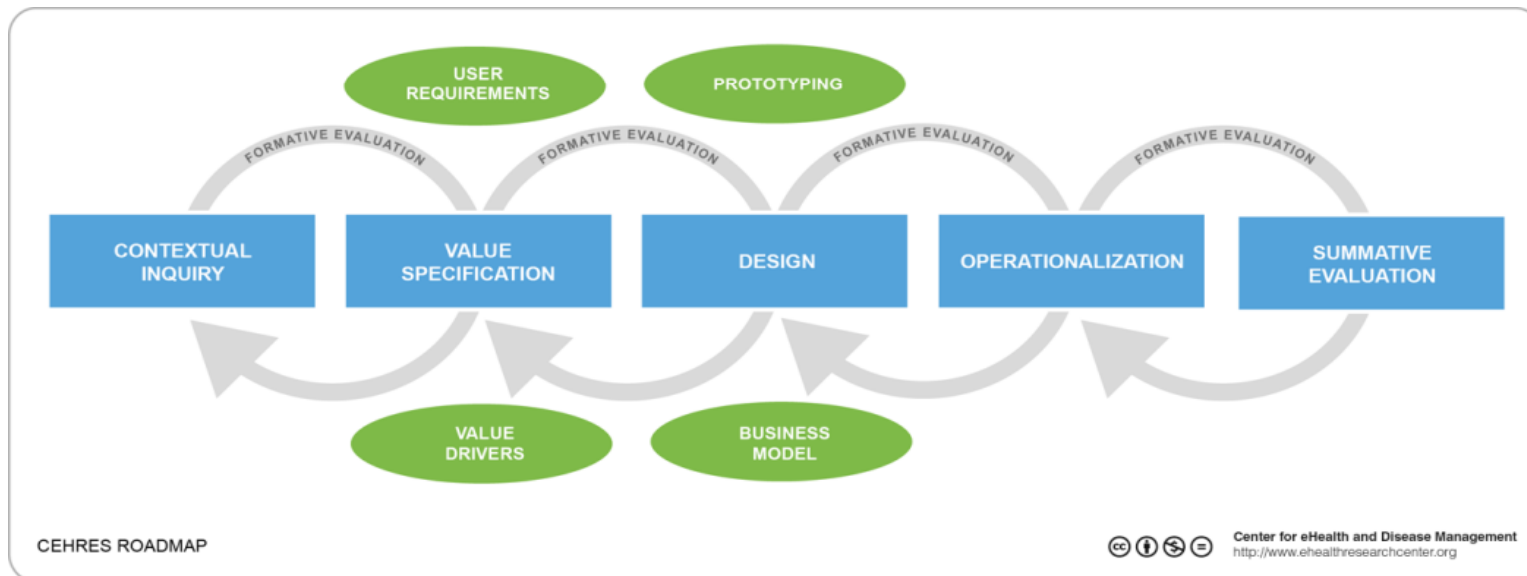 USER
REQUIREMENTS
PROTOTYPING
FORMATIVE EVALUATION
FORMATIVE EVALUATION
FORMATIVE EVALUATION
FORMATIVE EVALUATION
CONTEXTUAL
INQUIRY
VALUE
SPECIFICATION
DESIGN
OPERATIONALIZATION
SUMMATIVE
EVALUATION
VALUE
DRIVERS
BUSINESS
MODEL
CEHRES ROADMAP
cc
Center for eHealth and Disease Management
http://www.ehealthresearchcenter.org